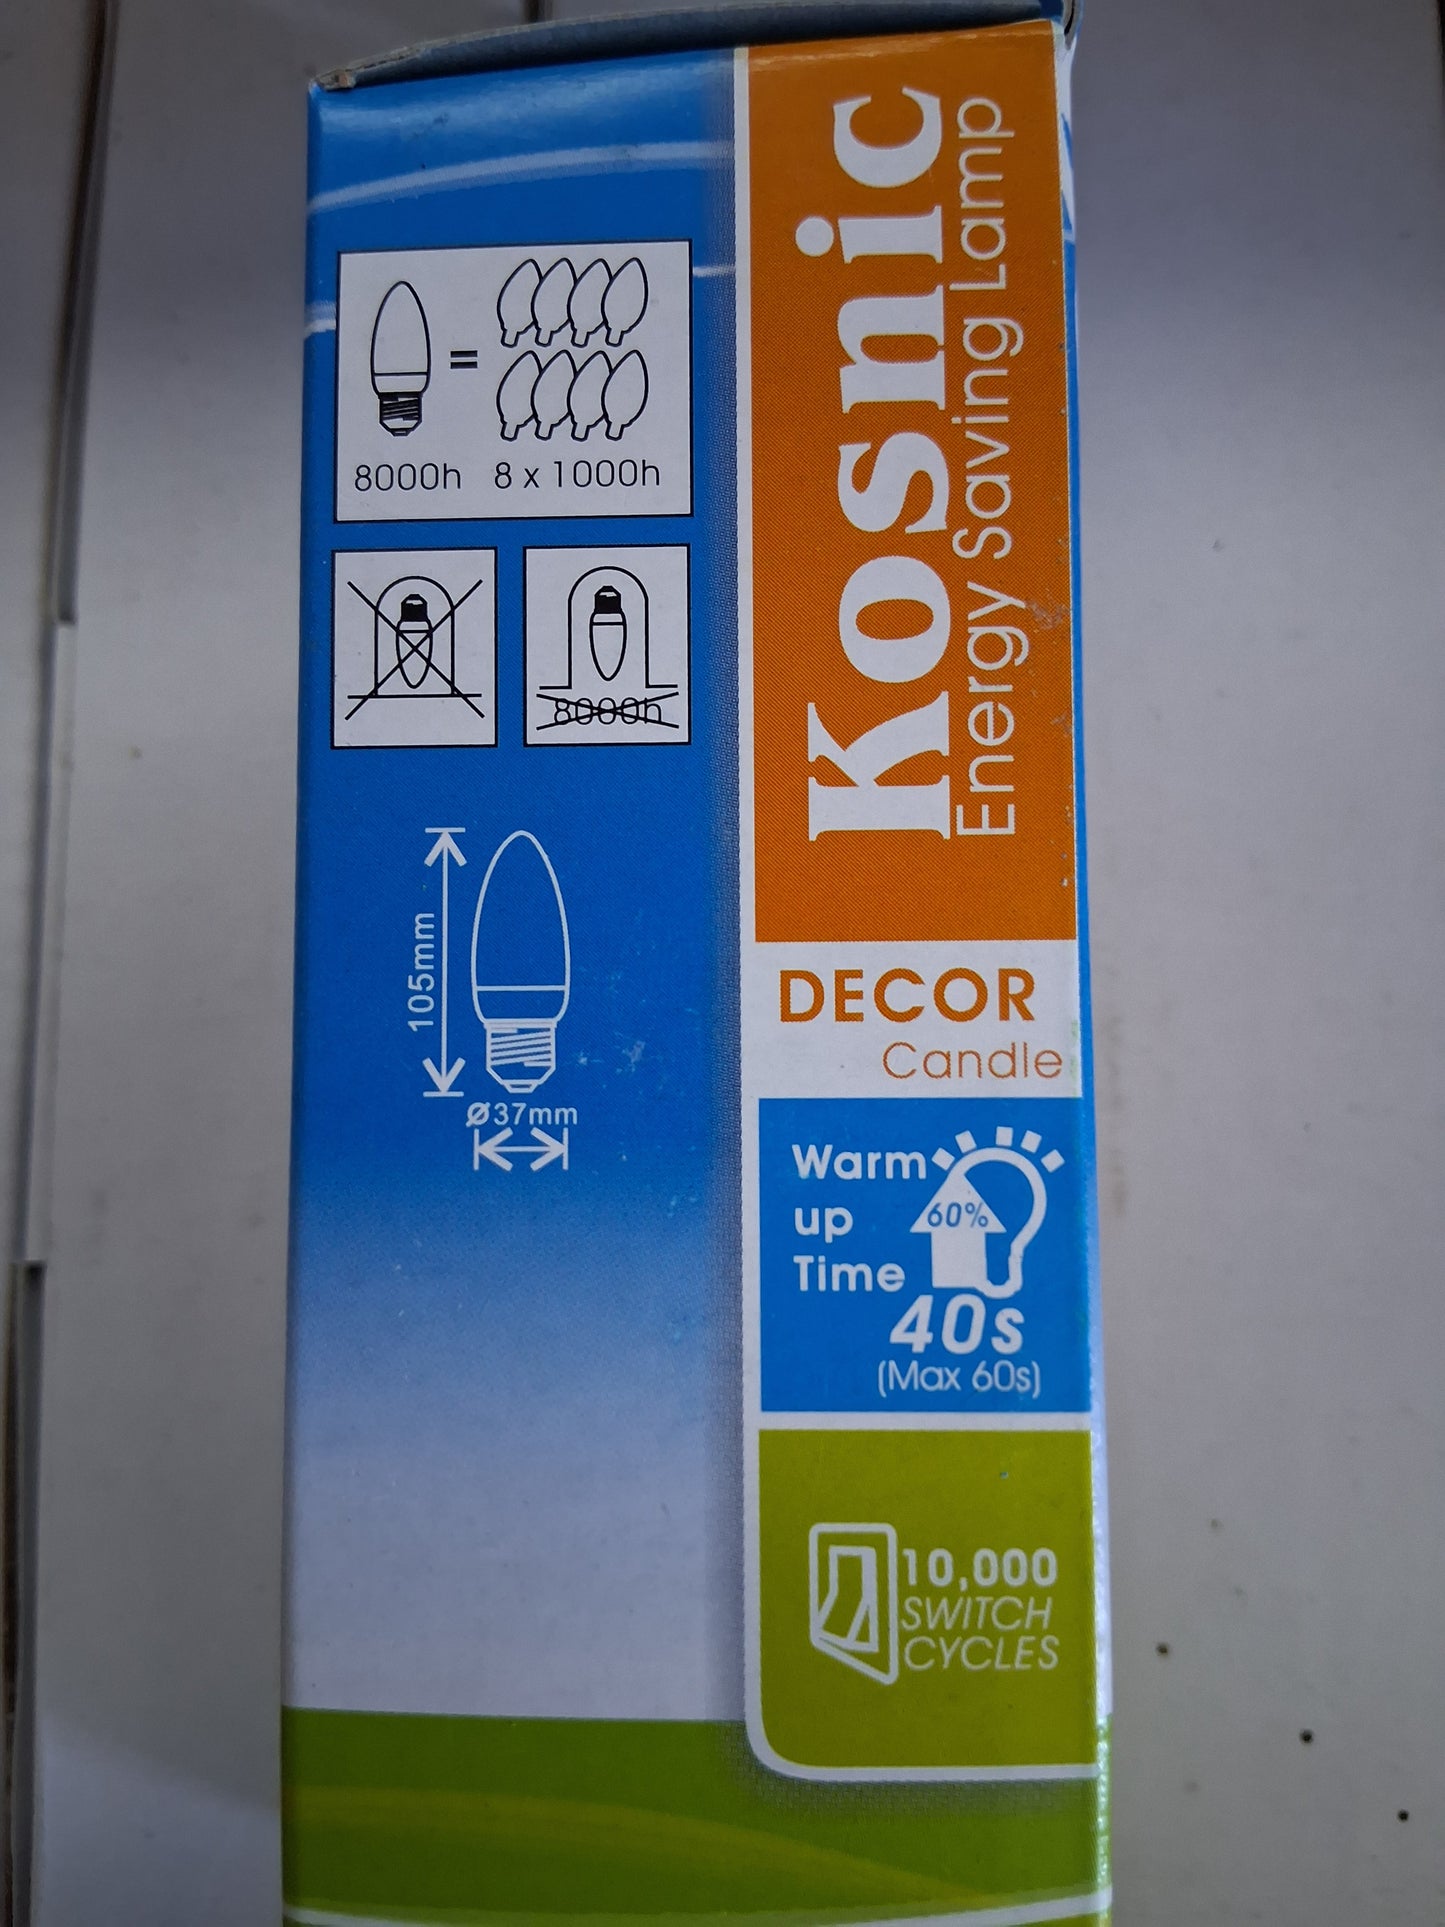 =
8000h 8 x 1000h
8000h
105mm
Ø37mm
Kosnic
Energy Saving Lamp
DECOR
Candle
Warm
up
Time
60%
40s
(Max 60s)
10,000
SWITCH
CYCLES